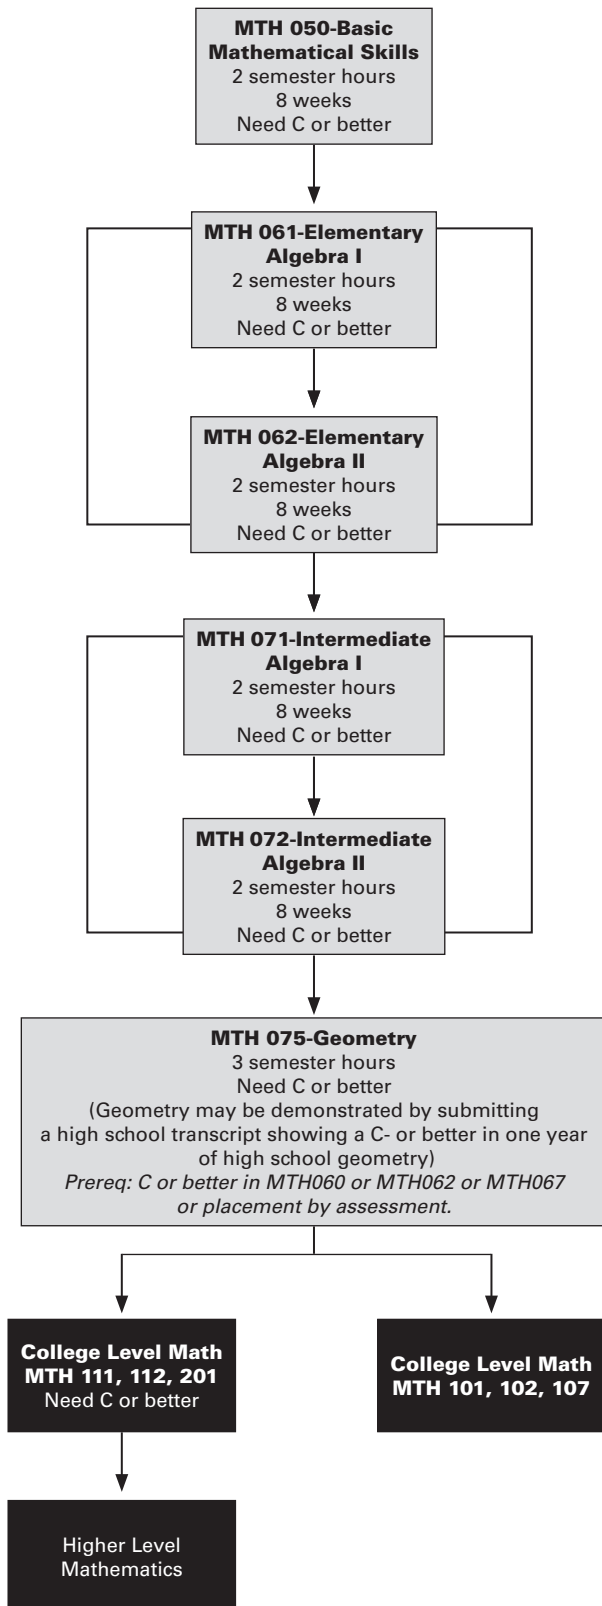 MTH 050-Basic
Mathematical Skills
2 semester hours
8 weeks
Need C or better
MTH 061-Elementary
Algebra I
2 semester hours
8 weeks
Need C or better
MTH 062-Elementary
Algebra II
2 semester hours
8 weeks
Need C or better
MTH 071-Intermediate
Algebra I
2 semester hours
8 weeks
Need C or better
MTH 072-Intermediate
Algebra II
2 semester hours
8 weeks
Need C or better
MTH 075-Geometry
3 semester hours
Need C or better
(Geometry may be demonstrated by submitting
a high school transcript showing a C- or better in one year
of high school geometry)
Prereq: C or better in MTH060 or MTH062 or MTH067
or placement by assessment.
College Level Math
MTH 111, 112, 201
Need C or better
College Level Math
MTH 101, 102, 107
Higher Level
Mathematics